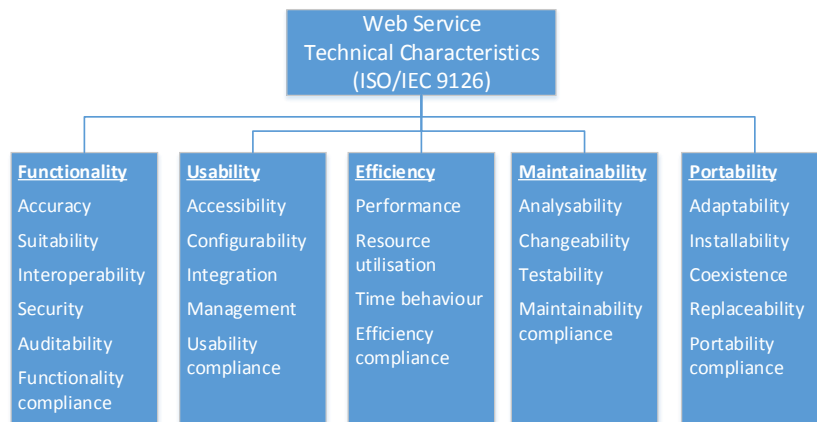 Web Service
Technical Characteristics
(ISO/IEC 9126)
Functionality
Accuracy
Suitability
Interoperability
Security
Auditability
Functionality
compliance
Usability
Accessibility
Configurability
Integration
Management
Usability
compliance
Efficiency
Performance
Resource
utilisation
Time behaviour
Efficiency
compliance
Maintainability
Analysability
Changeability
Testability
Maintainability
compliance
Portability
Adaptability
Installability
Coexistence
Replaceability
Portability
compliance